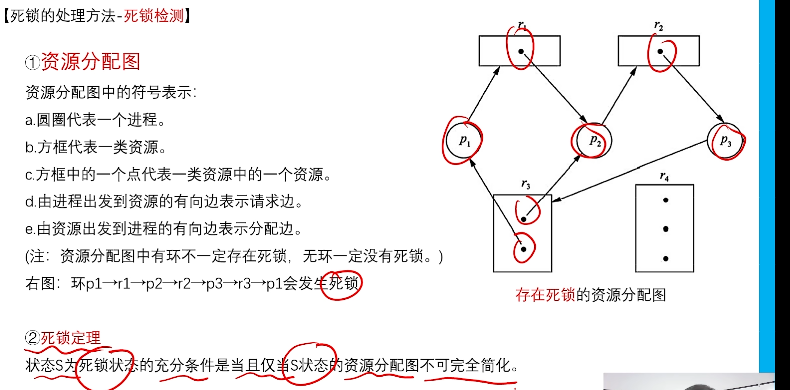 【死锁的处理方法-死锁检测】
①资源分配图
资源分配图中的符号表示：
a.圆圈代表一个进程。
b.方框代表一类资源。
c.方框中的一个点代表一类资源中的一个资源。
d.由进程出发到资源的有向边表示请求边。
e.由资源出发到进程的有向边表示分配边。
(注：资源分配图中有环不一定存在死锁，无环一定没有死锁。)
右图：环p1→r1→p2→r2→p3→r3→p1会发生死锁
②死锁定理
状态S为死锁状态的充分条件是当且仅当S状态的资源分配图不可完全简化。
r1
r2
p1
p2
p3
r3
r4
存在死锁的资源分配图